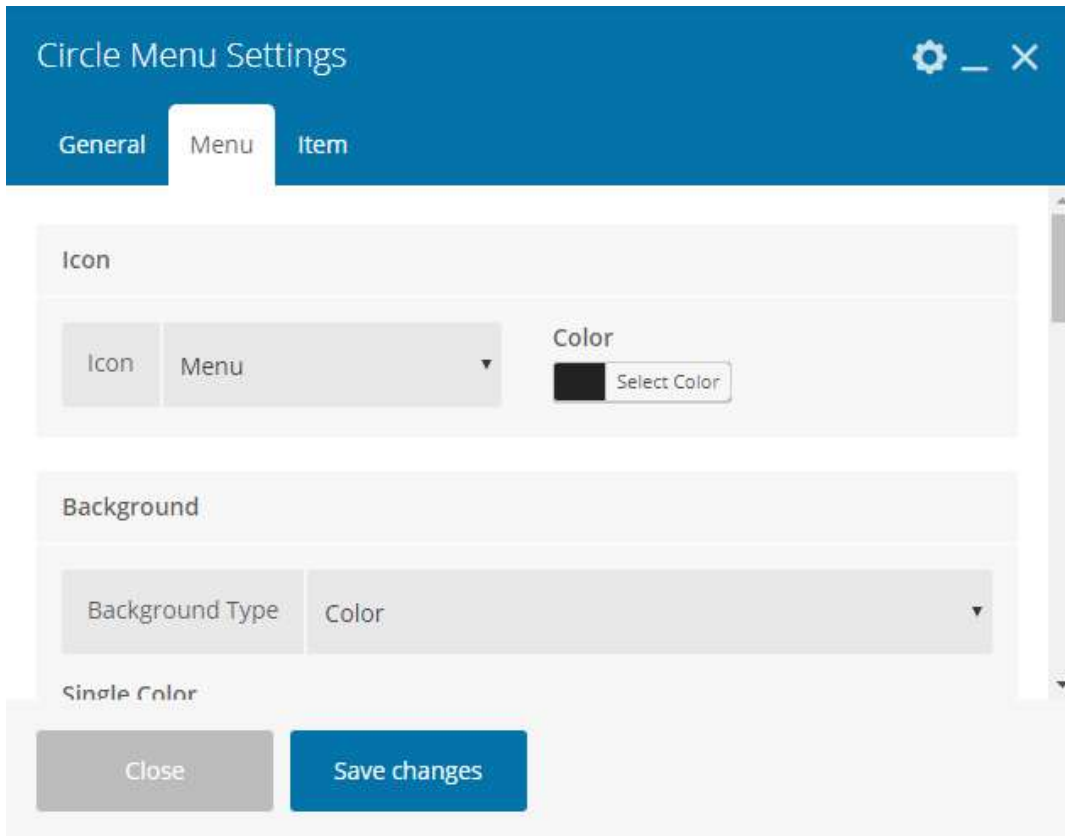 Circle Menu Settings
General Menu Item
Icon
Icon Menu
Color
Select Color
Background
Background Type Color
Single Color
Close Save changes